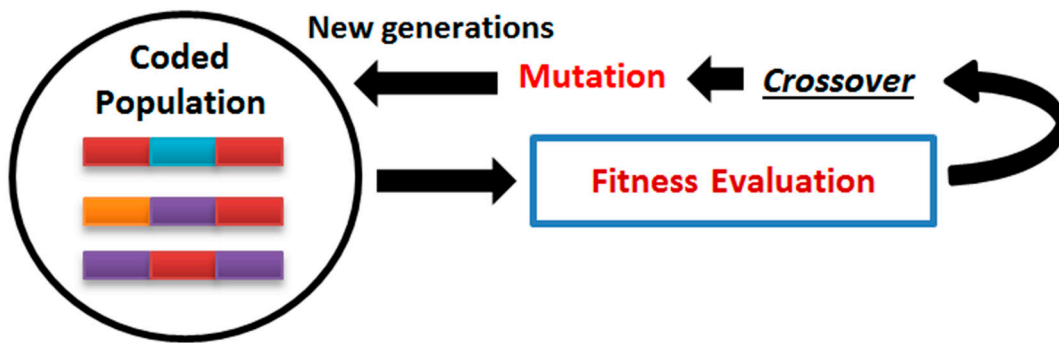 New generations
Coded
Population
Mutation
Crossover
Fitness Evaluation